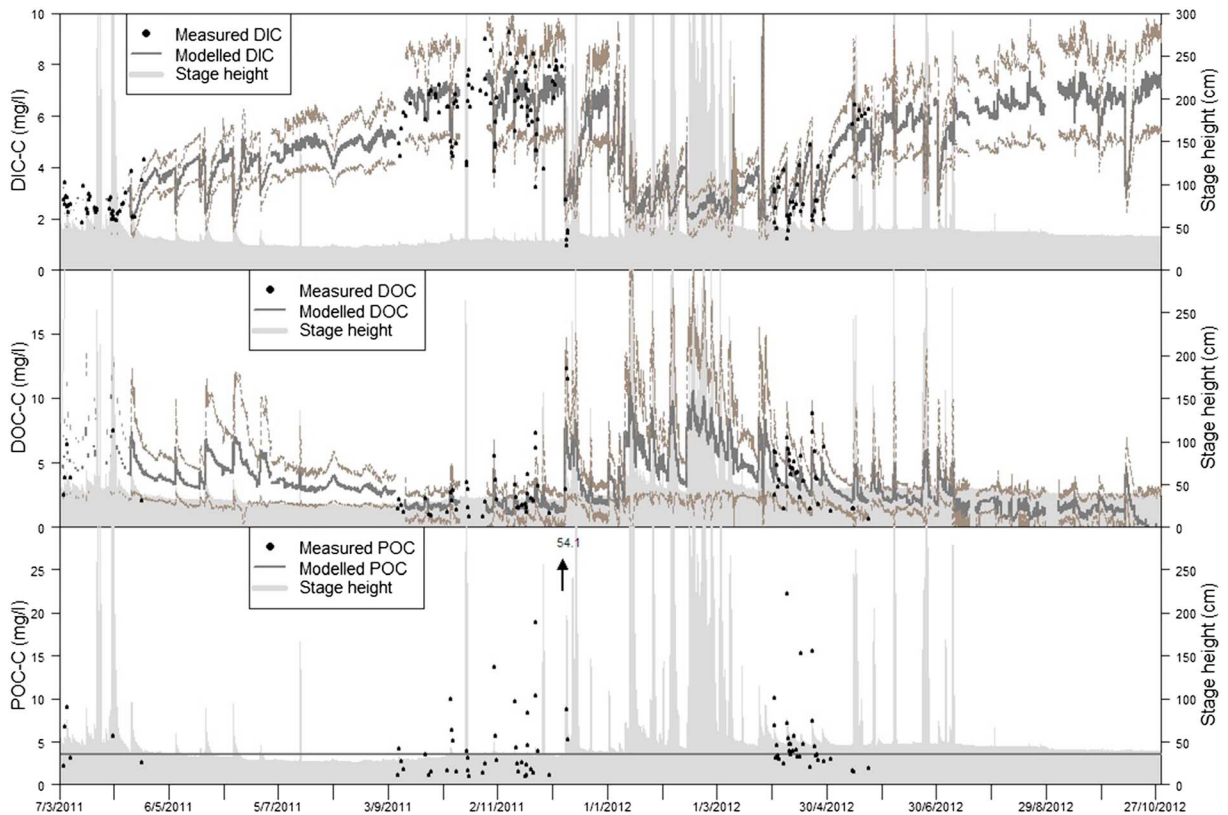 10
8
6
4
2
0
DIC-C (mg/l)
Measured DIC
Modelled DIC
Stage height
300
250
200
150
100
50
0
Stage height (cm)
15
10
5
0
DOC-C (mg/l)
Measured DOC
Modelled DOC
Stage height
250
200
150
100
50
0
Stage height (cm)
25
20
15
10
5
0
POC-C (mg/l)
Measured POC
Modelled POC
Stage height
54.1
250
200
150
100
50
0
Stage height (cm)
7/3/2011 6/5/2011 5/7/2011 3/9/2011 2/11/2011 1/1/2012 1/3/2012 30/4/2012 30/6/2012 29/8/2012 27/10/2012